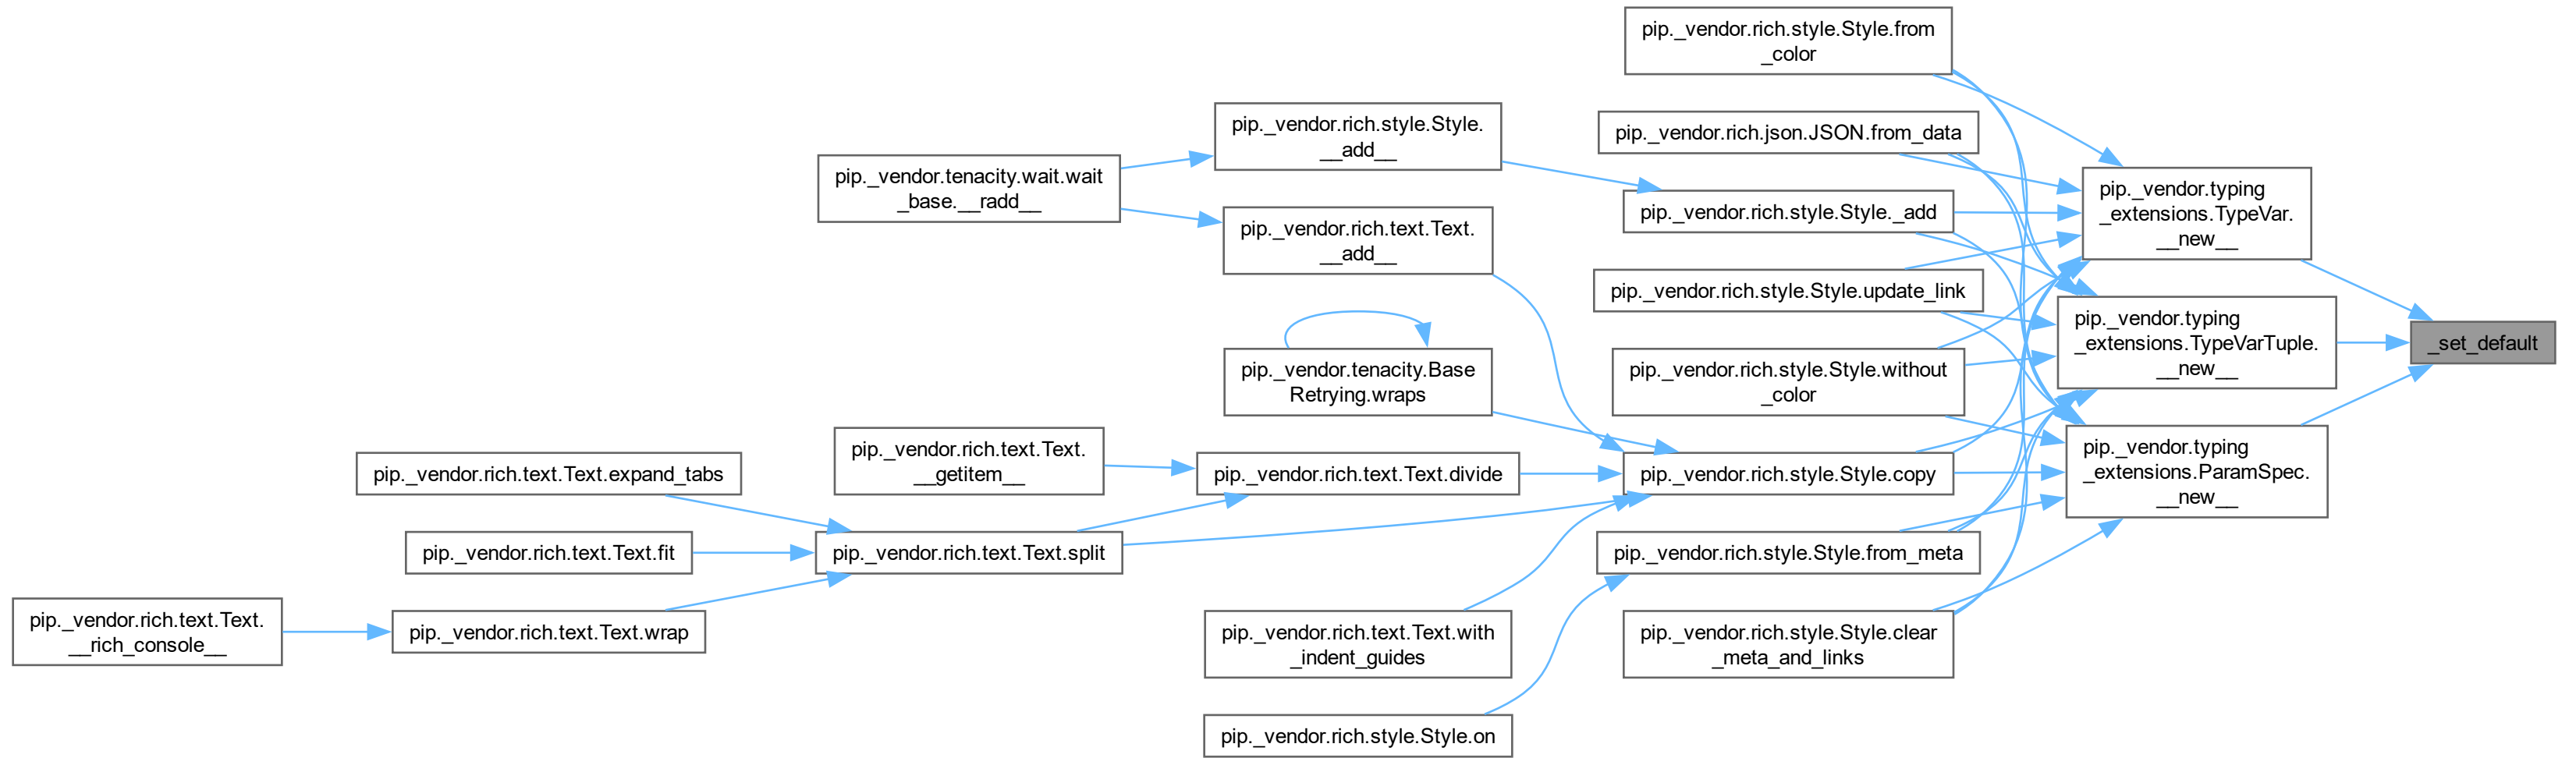 pip._vendor.rich.style.Style.from
_color
pip._vendor.rich.json.JSON.from_data
pip._vendor.rich.style.Style.
__add__
pip._vendor.tenacity.wait.wait
_base.__radd__
pip._vendor.rich.style.Style._add
pip._vendor.typing
_extensions.TypeVar.
__new__
pip._vendor.rich.text.Text.
__add__
pip._vendor.rich.style.Style.update_link
pip._vendor.typing
_extensions.TypeVarTuple.
__new__
_set_default
pip._vendor.tenacity.Base
Retrying.wraps
pip._vendor.rich.style.Style.without
_color
pip._vendor.typing
_extensions.ParamSpec.
__new__
pip._vendor.rich.text.Text.expand_tabs
pip._vendor.rich.text.Text.
__getitem__
pip._vendor.rich.text.Text.divide
pip._vendor.rich.style.Style.copy
pip._vendor.rich.text.Text.fit
pip._vendor.rich.text.Text.split
pip._vendor.rich.style.Style.from_meta
pip._vendor.rich.text.Text.
__rich_console__
pip._vendor.rich.text.Text.wrap
pip._vendor.rich.text.Text.with
_indent_guides
pip._vendor.rich.style.Style.clear
_meta_and_links
pip._vendor.rich.style.Style.on